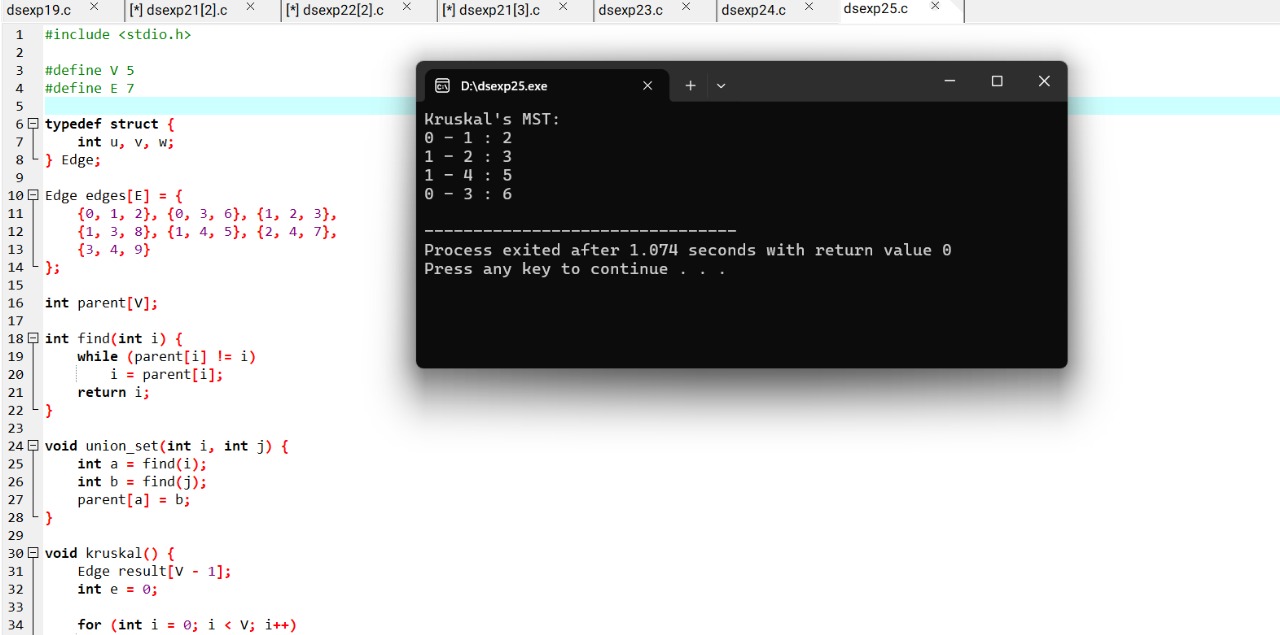 dsexp19.c [*] dsexp21[2].c [*] dsexp22[2].c [*] dsexp21[3].c dsexp23.c dsexp24.c dsexp25.c
1 #include <stdio.h>
2
3 #define V 5
4 #define E 7
5
6 typedef struct {
7     int u, v, w;
8 } Edge;
9
10 Edge edges[E] = {
11     {0, 1, 2}, {0, 3, 6}, {1, 2, 3},
12     {1, 3, 8}, {1, 4, 5}, {2, 4, 7},
13     {3, 4, 9}
14 };
15
16 int parent[V];
17
18 int find(int i) {
19     while (parent[i] != i)
20         i = parent[i];
21     return i;
22 }
23
24 void union_set(int i, int j) {
25     int a = find(i);
26     int b = find(j);
27     parent[a] = b;
28 }
29
30 void kruskal() {
31     Edge result[V - 1];
32     int e = 0;
33
34     for (int i = 0; i < V; i++)
D:\dsexp25.exe
Kruskal's MST:
0 - 1 : 2
1 - 2 : 3
1 - 4 : 5
0 - 3 : 6
--------------------------------
Process exited after 1.074 seconds with return value 0
Press any key to continue . . .